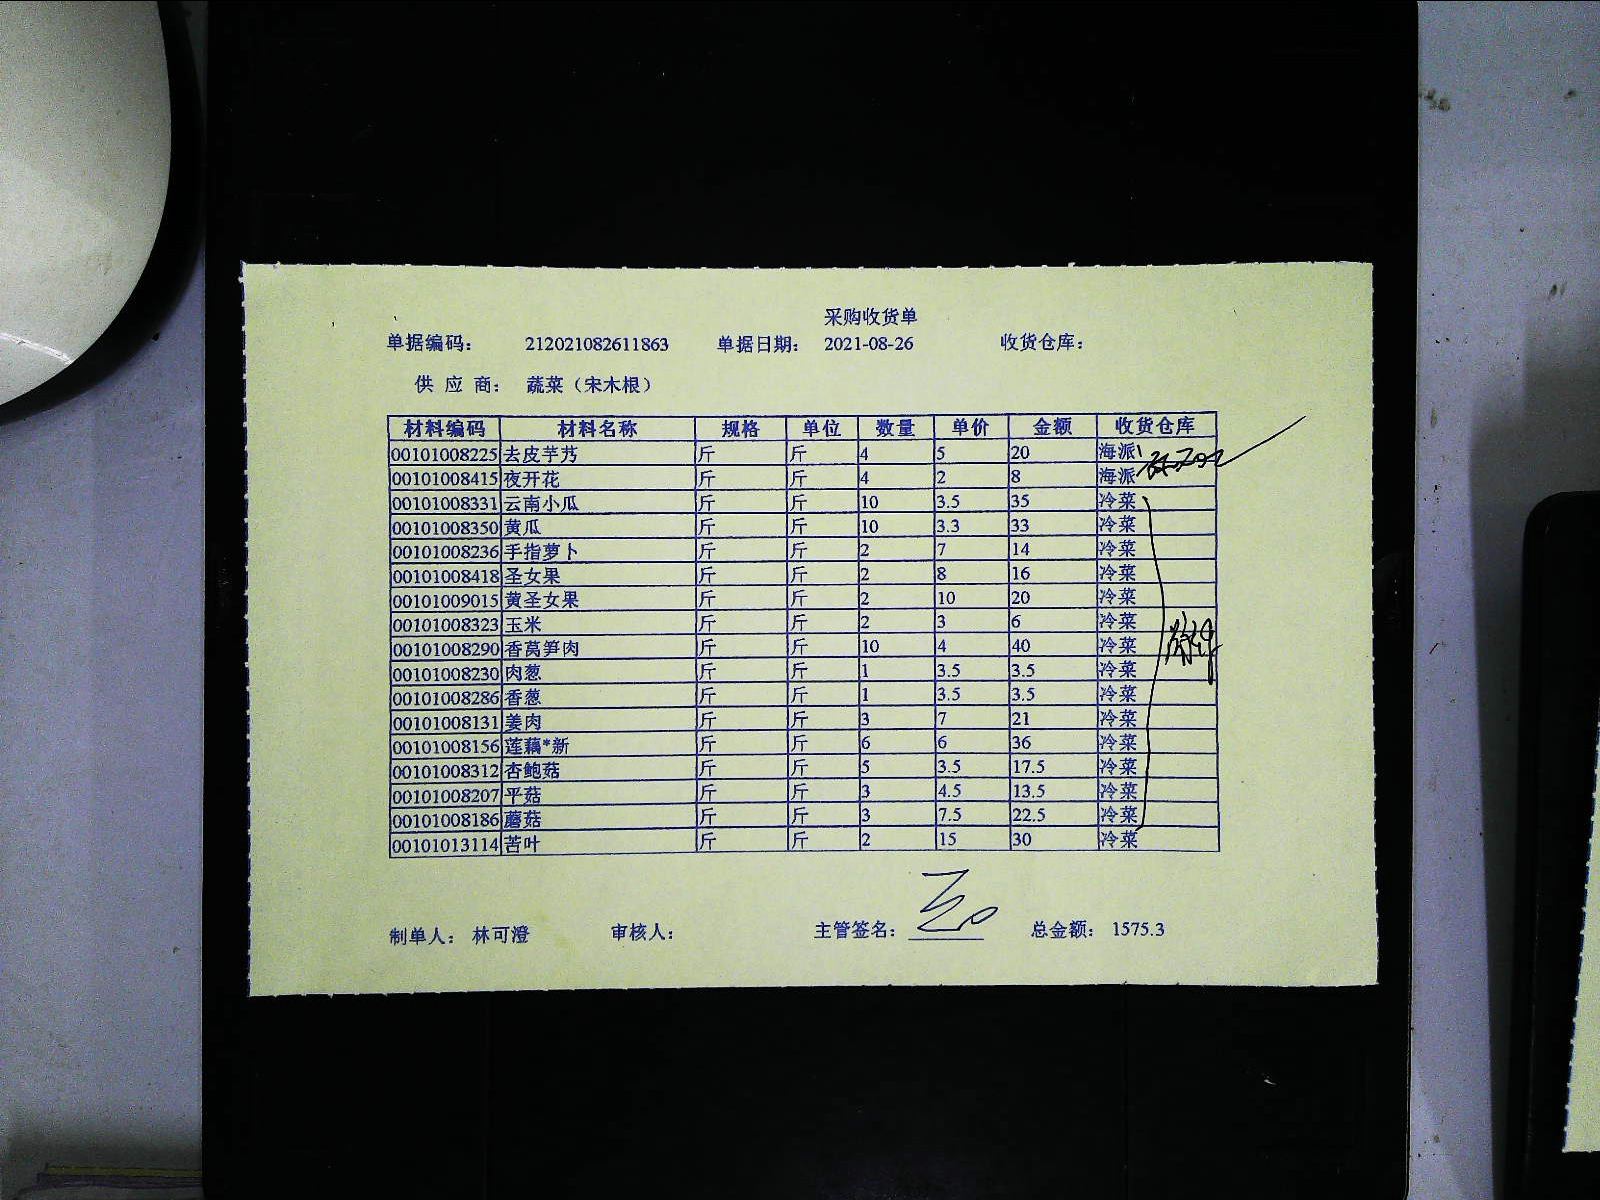 采购收货单
单据编码： 212021082611863 单据日期： 2021-08-26 收货仓库：
供 应 商： 蔬菜（宋木根）
材料编码 材料名称 规格 单位 数量 单价 金额 收货仓库
00101008225 去皮芋艿 斤 斤 4 5 20 海派
00101008415 夜开花 斤 斤 4 2 8 海派
00101008331 云南小瓜 斤 斤 10 3.5 35 冷菜
00101008350 黄瓜 斤 斤 10 3.3 33 冷菜
00101008236 手指萝卜 斤 斤 2 7 14 冷菜
00101008418 圣女果 斤 斤 2 8 16 冷菜
00101009015 黄圣女果 斤 斤 2 10 20 冷菜
00101008323 玉米 斤 斤 2 3 6 冷菜
00101008290 香莴笋肉 斤 斤 10 4 40 冷菜
00101008230 肉葱 斤 斤 1 3.5 3.5 冷菜
00101008286 香葱 斤 斤 1 3.5 3.5 冷菜
00101008131 姜肉 斤 斤 3 7 21 冷菜
00101008156 莲藕*新 斤 斤 6 6 36 冷菜
00101008312 杏鲍菇 斤 斤 5 3.5 17.5 冷菜
00101008207 平菇 斤 斤 3 4.5 13.5 冷菜
00101008186 蘑菇 斤 斤 3 7.5 22.5 冷菜
00101013114 苦叶 斤 斤 2 15 30 冷菜
制单人： 林可澄 审核人： 主管签名： 总金额： 1575.3